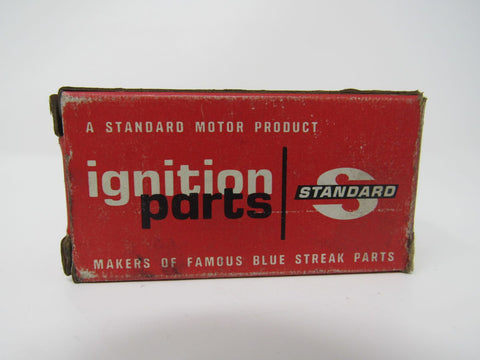 A STANDARD MOTOR PRODUCT
ignition
parts
S
STANDARD
MAKERS OF FAMOUS BLUE STREAK PARTS